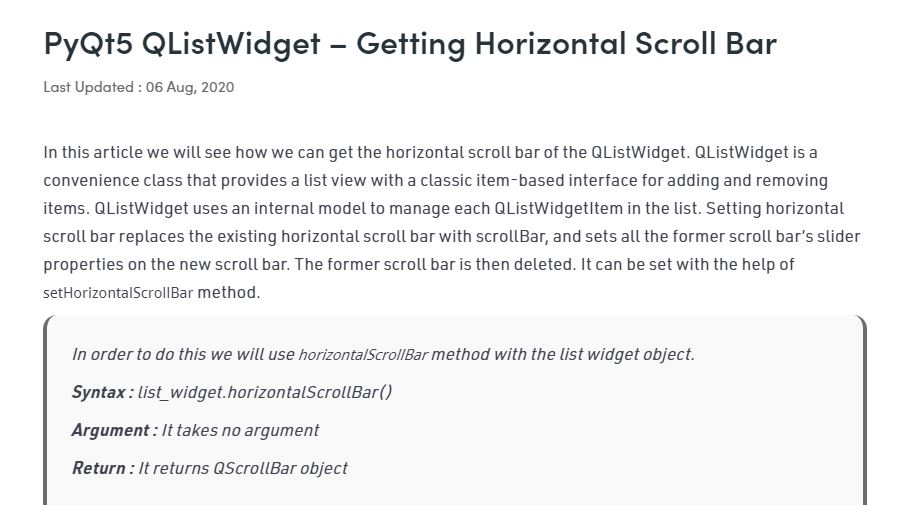 PyQt5 QListWidget – Getting Horizontal Scroll Bar
Last Updated : 06 Aug, 2020
In this article we will see how we can get the horizontal scroll bar of the QListWidget. QListWidget is a
convenience class that provides a list view with a classic item-based interface for adding and removing
items. QListWidget uses an internal model to manage each QListWidgetItem in the list. Setting horizontal
scroll bar replaces the existing horizontal scroll bar with scrollBar, and sets all the former scroll bar’s slider
properties on the new scroll bar. The former scroll bar is then deleted. It can be set with the help of
setHorizontalScrollBar method.
In order to do this we will use horizontalScrollBar method with the list widget object.
Syntax : list_widget.horizontalScrollBar()
Argument : It takes no argument
Return : It returns QScrollBar object